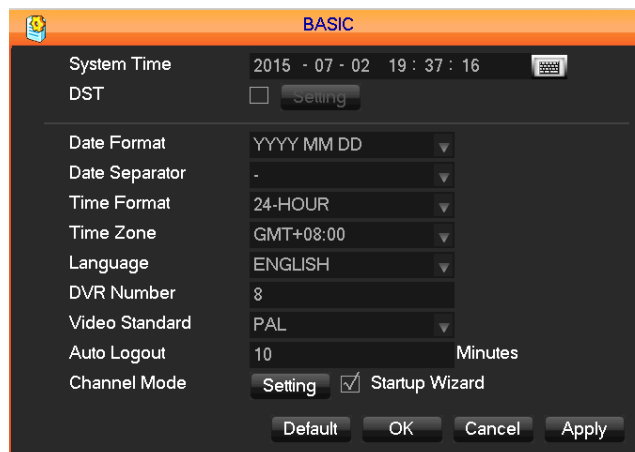 BASIC
System Time 2015 - 07 - 02 19 : 37 : 16
DST Setting
Date Format YYYY MM DD
Date Separator -
Time Format 24-HOUR
Time Zone GMT+08:00
Language ENGLISH
DVR Number 8
Video Standard PAL
Auto Logout 10 Minutes
Channel Mode Setting Startup Wizard
Default OK Cancel Apply